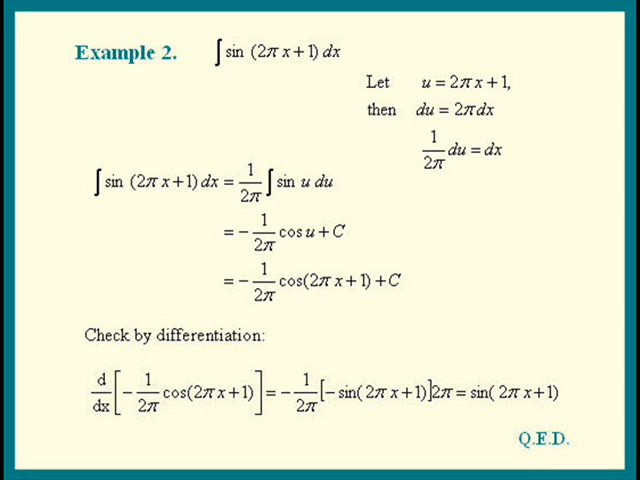 Example 2. ∫ sin (2π x+1) dx
Let u = 2π x+1,
then du = 2π dx
1/2π du = dx
∫ sin (2π x+1) dx = 1/2π ∫ sin u du
= − 1/2π cos u + C
= − 1/2π cos(2π x+1) + C
Check by differentiation:
d/dx [− 1/2π cos(2π x+1)] = − 1/2π [− sin( 2π x+1)]2π = sin( 2π x+1)
Q.E.D.